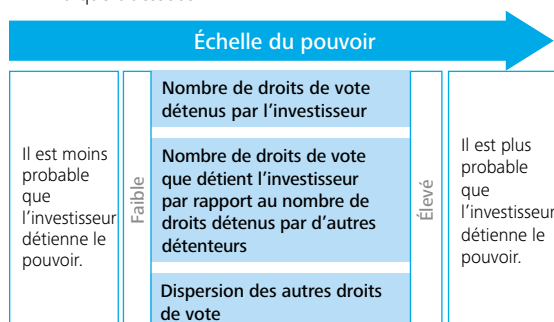 Échelle du pouvoir
Il est moins
probable
que
l'investisseur
détienne le
pouvoir.
Faible
Nombre de droits de vote
détenus par l'investisseur
Nombre de droits de vote
que détient l'investisseur
par rapport au nombre de
droits détenus par d'autres
détenteurs
Dispersion des autres droits
de vote
Élevé
Il est plus
probable
que
l'investisseur
détienne le
pouvoir.